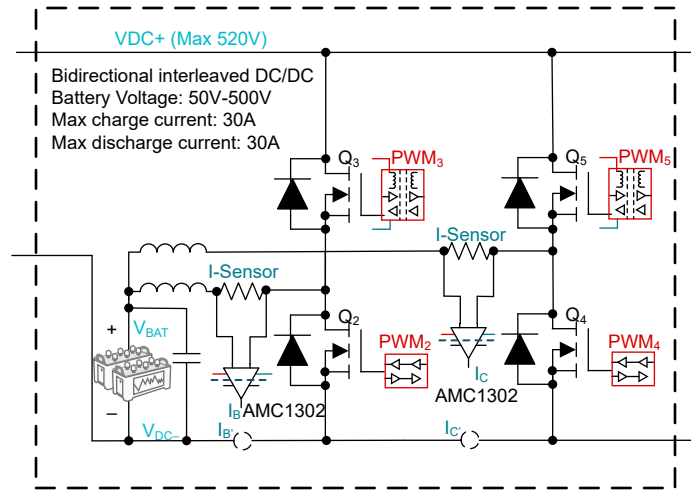 VDC+ (Max 520V)
Bidirectional interleaved DC/DC
Battery Voltage: 50V-500V
Max charge current: 30A
Max discharge current: 30A
Q3
PWM3
Q5
PWM5
I-Sensor
I-Sensor
+
VBAT
Q2
PWM2
Q4
PWM4
IB
AMC1302
IC
AMC1302
–
VDC–
IB'
IC'